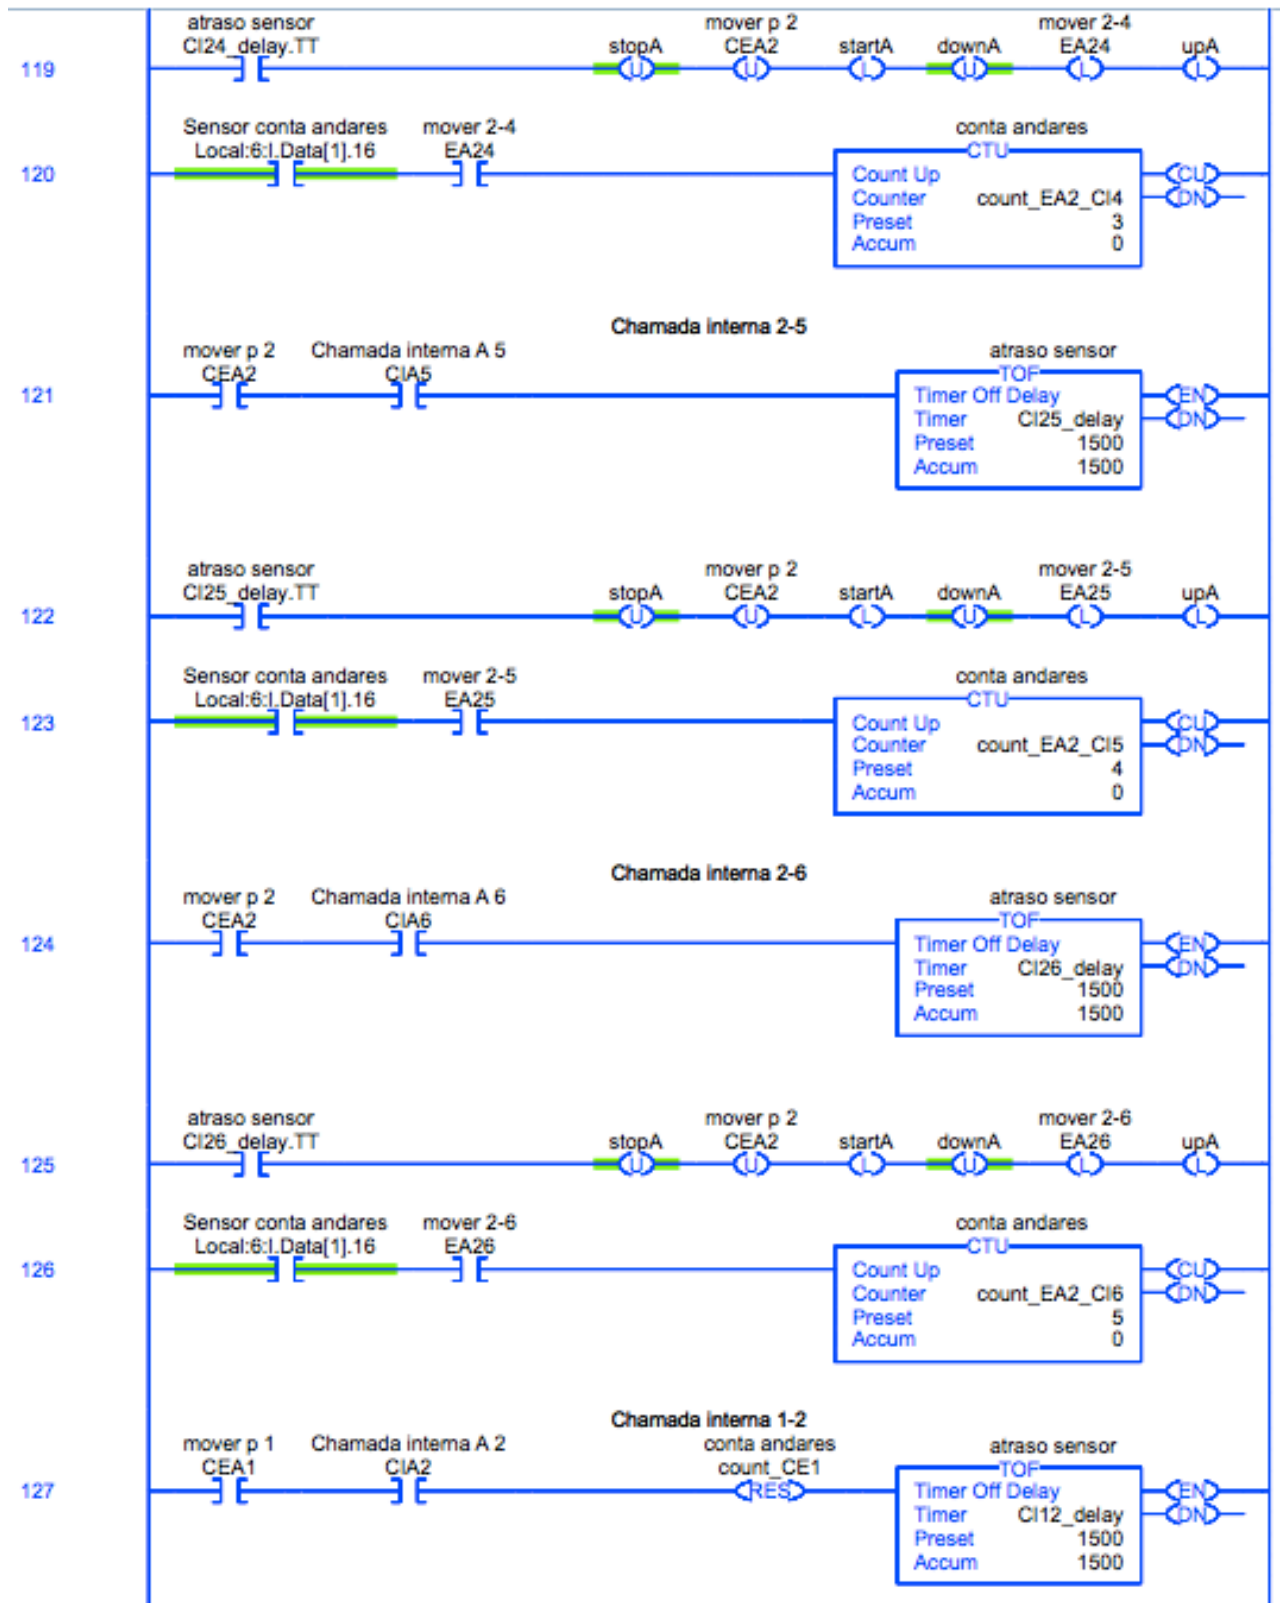 atraso sensor mover p 2 mover 2-4
CI24_delay.TT stopA CEA2 startA downA EA24 upA
119 U U L U L L
Sensor conta andares mover 2-4 conta andares
Local:6:I.Data[1].16 EA24 CTU
120 Count Up CU
Counter count_EA2_CI4 DN
Preset 3
Accum 0
Chamada interna 2-5
mover p 2 Chamada interna A 5 atraso sensor
CEA2 CIA5 TOF
121 Timer Off Delay EN
Timer CI25_delay DN
Preset 1500
Accum 1500
atraso sensor mover p 2 mover 2-5
CI25_delay.TT stopA CEA2 startA downA EA25 upA
122 U U L U L L
Sensor conta andares mover 2-5 conta andares
Local:6:I.Data[1].16 EA25 CTU
123 Count Up CU
Counter count_EA2_CI5 DN
Preset 4
Accum 0
Chamada interna 2-6
mover p 2 Chamada interna A 6 atraso sensor
CEA2 CIA6 TOF
124 Timer Off Delay EN
Timer CI26_delay DN
Preset 1500
Accum 1500
atraso sensor mover p 2 mover 2-6
CI26_delay.TT stopA CEA2 startA downA EA26 upA
125 U U L U L L
Sensor conta andares mover 2-6 conta andares
Local:6:I.Data[1].16 EA26 CTU
126 Count Up CU
Counter count_EA2_CI6 DN
Preset 5
Accum 0
Chamada interna 1-2
mover p 1 Chamada interna A 2 conta andares atraso sensor
CEA1 CIA2 count_CE1 TOF
127 RES Timer Off Delay EN
Timer CI12_delay DN
Preset 1500
Accum 1500